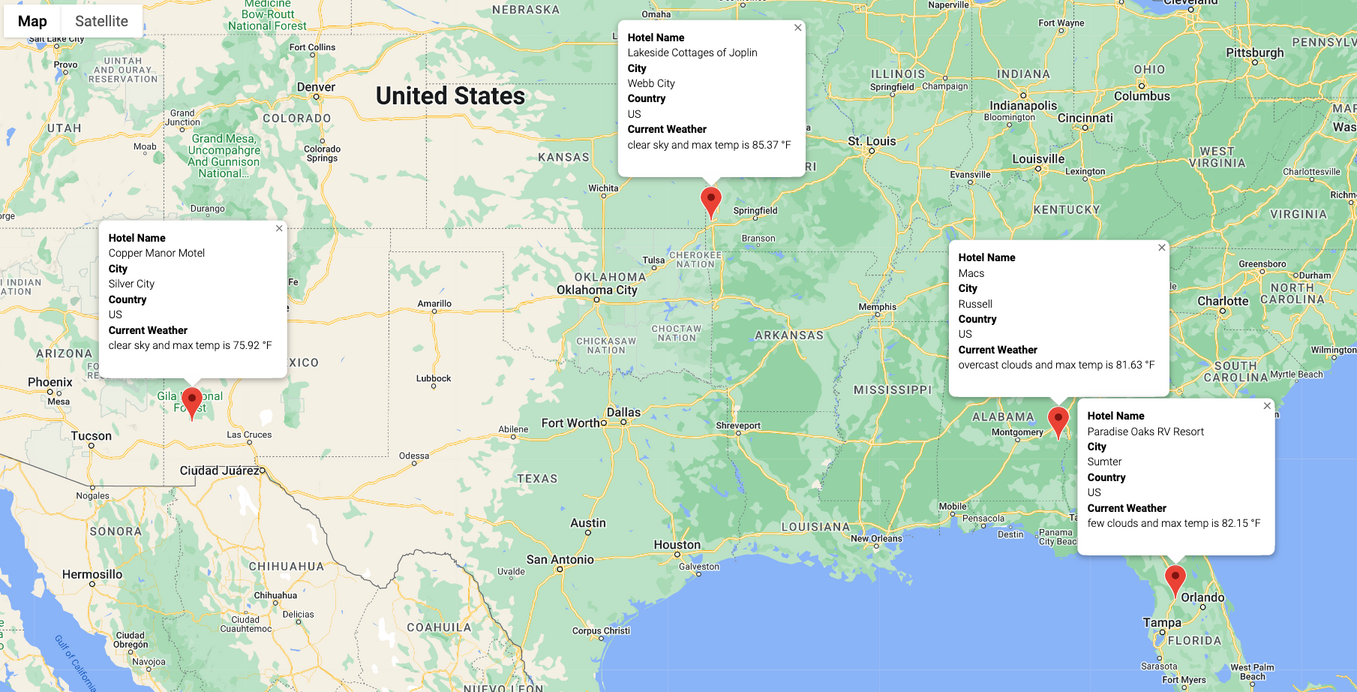 Map
Satellite
Hotel Name
Copper Manor Motel
City
Silver City
Country
US
Current Weather
clear sky and max temp is 75.92 °F
Hotel Name
Lakeside Cottages of Joplin
City
Webb City
Country
US
Current Weather
clear sky and max temp is 85.37 °F
Hotel Name
Macs
City
Russell
Country
US
Current Weather
overcast clouds and max temp is 81.63 °F
Hotel Name
Paradise Oaks RV Resort
City
Sumter
Country
US
Current Weather
few clouds and max temp is 82.15 °F
United States
NEBRASKA
Omaha
Naperville
Cleveland
Medicine
Bow-Routt
National Forest
Salt Lake City
Provo
UINTAH
AND OURAY
RESERVATION
Fort Collins
Denver
COLORADO
Grand
Junction
Grand Mesa,
Uncompahgre
And Gunnison
National...
Colorado
Springs
UTAH
Moab
Durango
KANSAS
Wichita
ILLINOIS
Springfield
Champaign
INDIANA
Fort Wayne
Indianapolis
Bloomington
OHIO
Columbus
Cincinnati
Pittsburgh
PENNSYLV
WEST
VIRGINIA
Charlottesville
Richm
VIRGINIA
St. Louis
Louisville
Evansville
Lexington
KENTUCKY
Springfield
Branson
CHEROKEE
NATION
Tulsa
OKLAHOMA
Oklahoma City
CHOCTAW
NATION
CHICKASAW
NATION
ARKANSAS
Memphis
Greensboro
Durham
NORTH
CAROLINA
Charlotte
Wilmington
SOUTH
CAROLINA
Myrtle Beach
Amarillo
Lubbock
ARIZONA
Phoenix
Mesa
Tucson
Gila National
Forest
Las Cruces
Ciudad Juárez
Nogales
SONORA
Hermosillo
CHIHUAHUA
Chihuahua
Ciudad
Cuauhtemoc
Delicias
Ciudad
Obregón
Navojoa
Gulf of California
COAHUILA
NUEVO LEON
Odessa
Abilene
Fort Worth
Dallas
TEXAS
Austin
San Antonio
Uvalde
Houston
Galveston
Corpus Christi
Shreveport
LOUISIANA
New Orleans
MISSISSIPPI
ALABAMA
Montgomery
Mobile
Pensacola
Destin
Panama
City Beach
Orlando
Tampa
FLORIDA
Sarasota
Fort Myers
West Palm
Beach